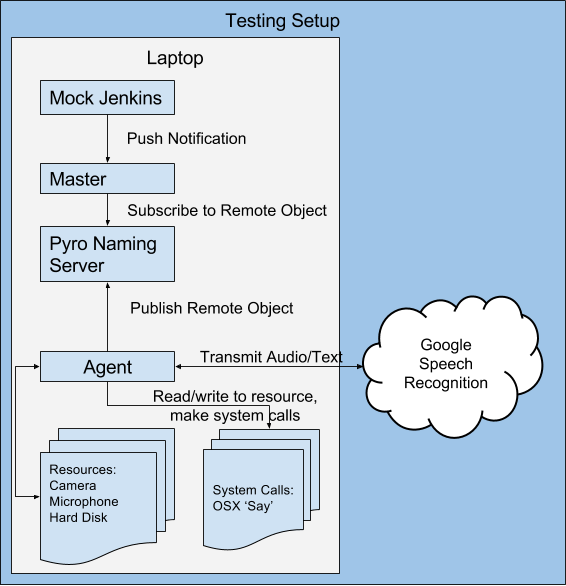 Testing Setup
Laptop
Mock Jenkins
Push Notification
Master
Subscribe to Remote Object
Pyro Naming
Server
Publish Remote Object
Agent
Transmit Audio/Text
Google
Speech
Recognition
Read/write to resource,
make system calls
Resources:
Camera
Microphone
Hard Disk
System Calls:
OSX ‘Say’